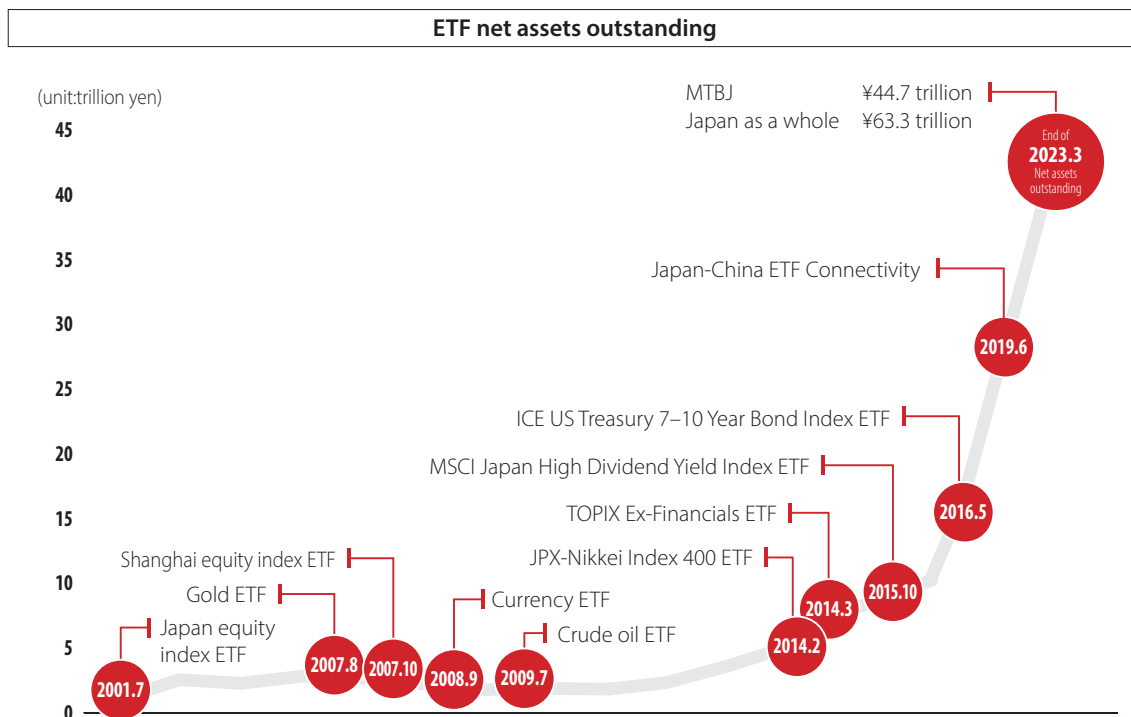 ETF net assets outstanding
(unit:trillion yen)
MTBJ ¥44.7 trillion
Japan as a whole ¥63.3 trillion
End of
2023.3
Net assets
outstanding
45
40
35
30
25
20
15
10
5
0
Japan-China ETF Connectivity
2019.6
ICE US Treasury 7–10 Year Bond Index ETF
2016.5
MSCI Japan High Dividend Yield Index ETF
2015.10
TOPIX Ex-Financials ETF
2014.3
JPX-Nikkei Index 400 ETF
2014.2
Shanghai equity index ETF
2007.10
Gold ETF
2007.8
Currency ETF
2008.9
Crude oil ETF
2009.7
Japan equity
index ETF
2001.7